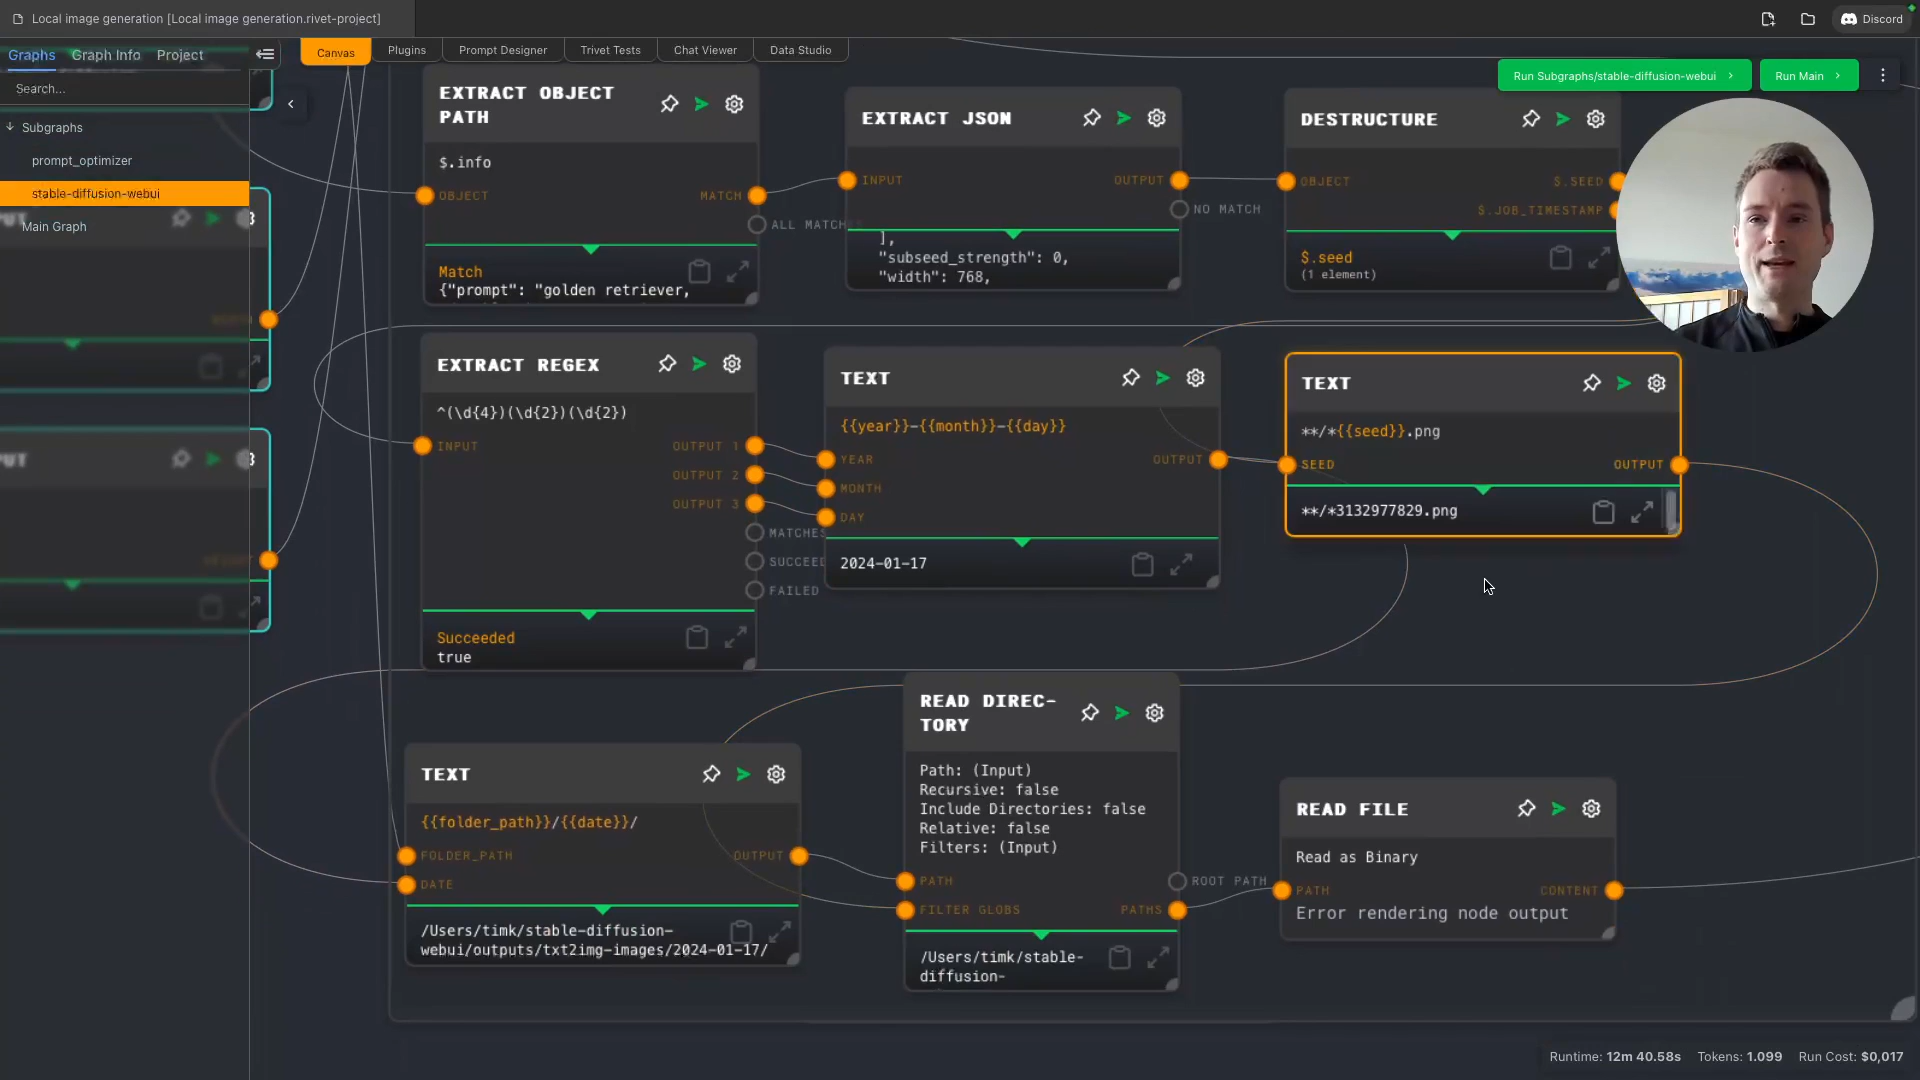 Local image generation [Local image generation.rivet-project]
Discord
Graphs
Graph Info
Project
Canvas
Plugins
Prompt Designer
Trivet Tests
Chat Viewer
Data Studio
Run Subgraphs/stable-diffusion-webui
Run Main
Search...
Subgraphs
prompt_optimizer
stable-diffusion-webui
Main Graph
EXTRACT OBJECT
PATH
$.info
OBJECT
MATCH
ALL MATCH
Match
{"prompt": "golden retriever,
EXTRACT JSON
INPUT
OUTPUT
NO MATCH
],
"subseed_strength": 0,
"width": 768,
DESTRUCTURE
OBJECT
$.SEED
$.JOB_TIMESTAMP
$.seed
(1 element)
EXTRACT REGEX
^(\d{4})(\d{2})(\d{2})
INPUT
OUTPUT 1
OUTPUT 2
OUTPUT 3
MATCHES
SUCCEED
FAILED
Succeeded
true
TEXT
{{year}}-{{month}}-{{day}}
YEAR
OUTPUT
MONTH
DAY
2024-01-17
TEXT
**/*{{seed}}.png
SEED
OUTPUT
**/*3132977829.png
TEXT
{{folder_path}}/{{date}}/
FOLDER_PATH
OUTPUT
DATE
/Users/timk/stable-diffusion-
webui/outputs/txt2img-images/2024-01-17/
READ DIREC-
TORY
Path: (Input)
Recursive: false
Include Directories: false
Relative: false
Filters: (Input)
PATH
ROOT PATH
FILTER GLOBS
PATHS
/Users/timk/stable-
diffusion-
READ FILE
Read as Binary
PATH
CONTENT
Error rendering node output
Runtime: 12m 40.58s
Tokens: 1.099
Run Cost: $0,017